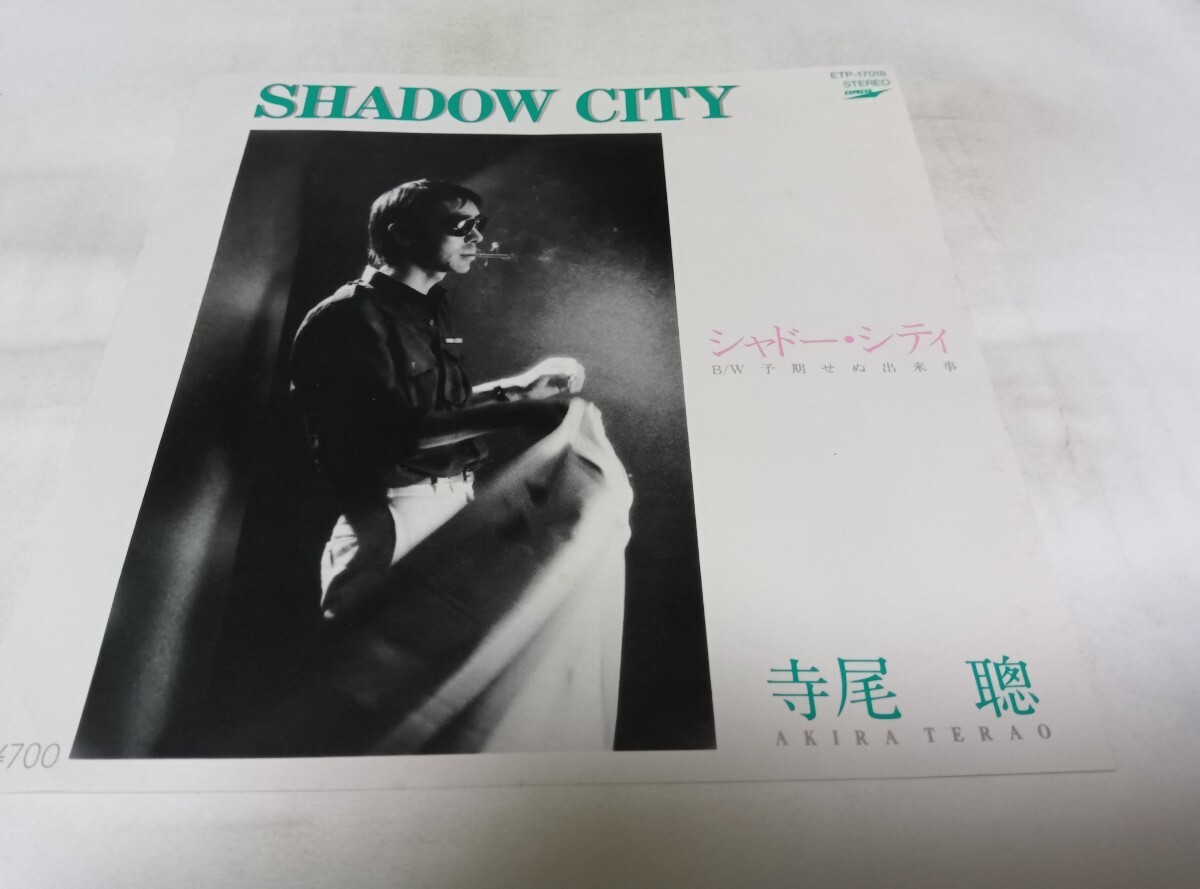 SHADOW CITY
ETP-17018
STEREO
シャドー・シティ
B/W 予期せぬ出来事
寺尾 聰
AKIRA TERAO
¥700